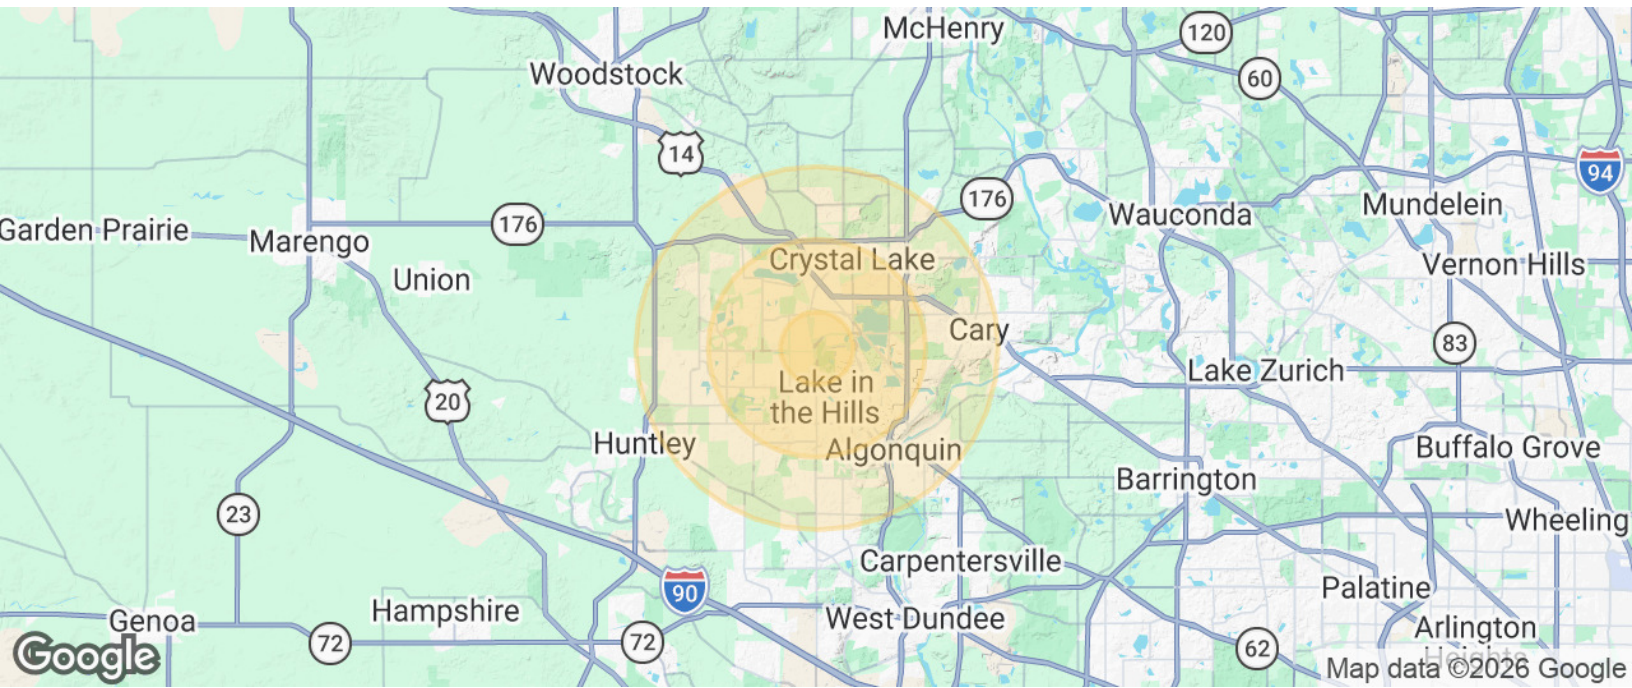 McHenry
120
Woodstock
60
14
94
176
176
Garden Prairie
Marengo
Wauconda
Mundelein
Union
Crystal Lake
Vernon Hills
Cary
83
20
Lake in
the Hills
Lake Zurich
Huntley
Algonquin
Buffalo Grove
Barrington
23
Wheeling
Carpentersville
90
Palatine
Genoa
Hampshire
West Dundee
72
72
62
Arlington
Heights
Google
Map data ©2026 Google